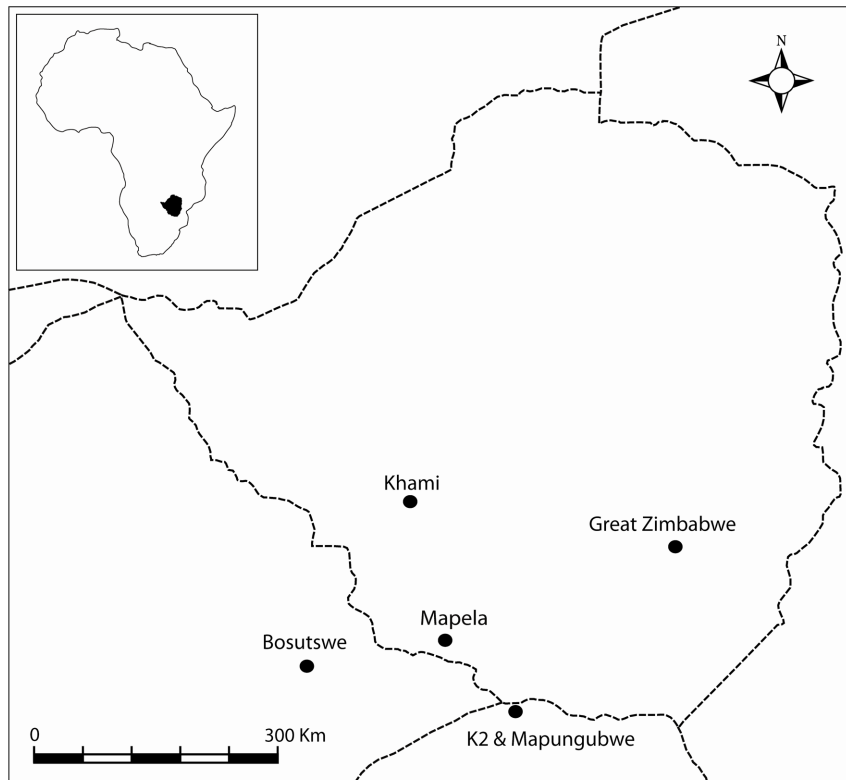 N
Khami
Great Zimbabwe
Mapela
Bosutswe
0 300 Km
K2 & Mapungubwe